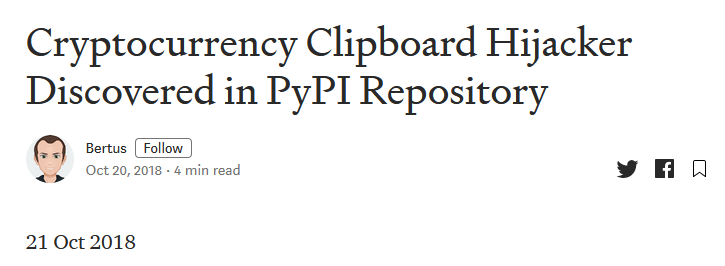 Cryptocurrency Clipboard Hijacker
Discovered in PyPI Repository
Bertus Follow
Oct 20, 2018 · 4 min read
21 Oct 2018